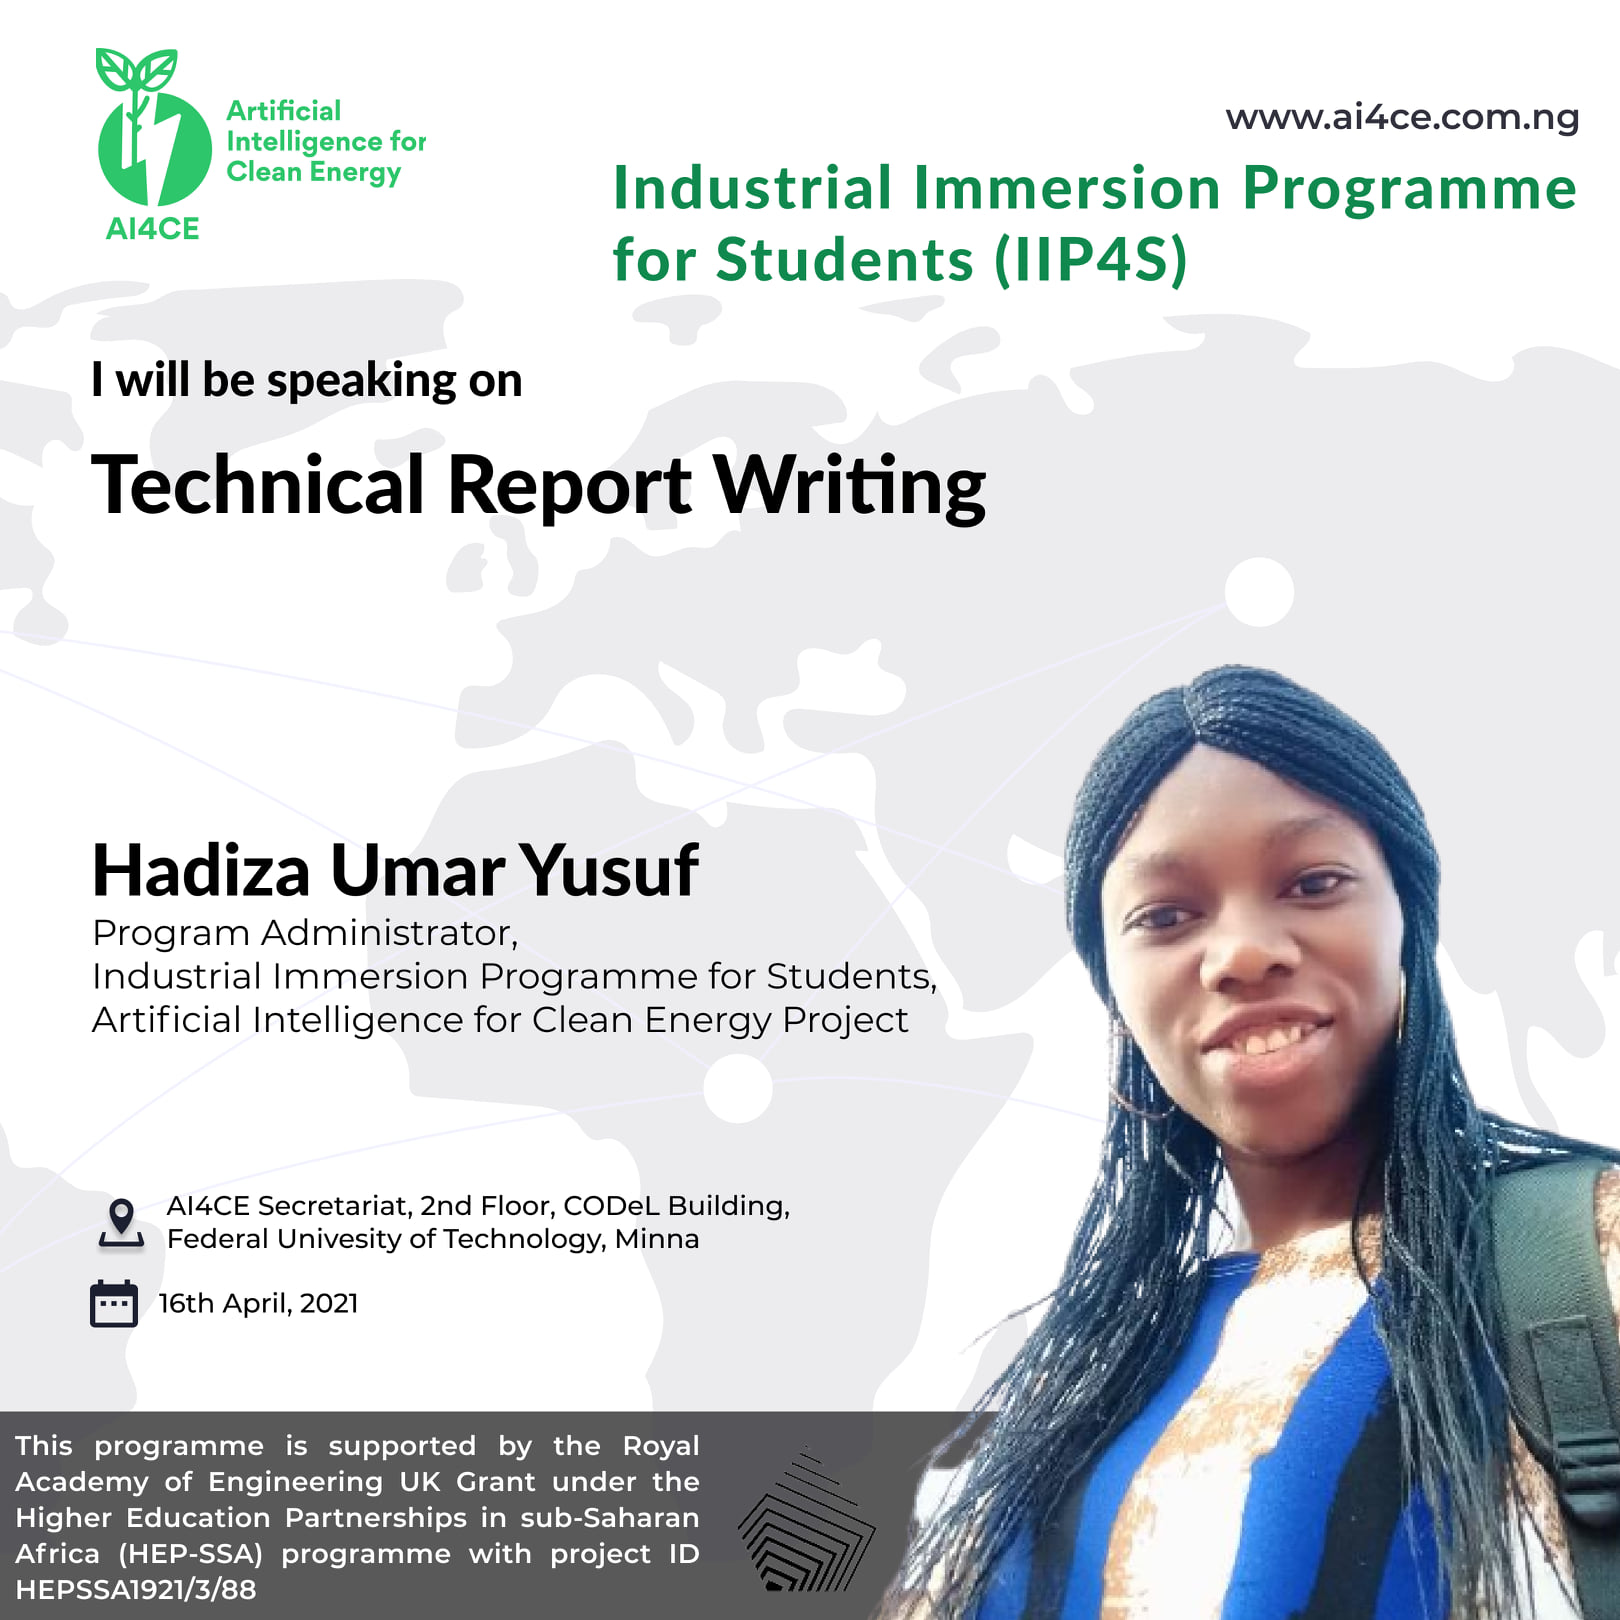 Artificial
Intelligence for
Clean Energy
AI4CE
www.ai4ce.com.ng
Industrial Immersion Programme
for Students (IIP4S)
I will be speaking on
Technical Report Writing
Hadiza Umar Yusuf
Program Administrator,
Industrial Immersion Programme for Students,
Artificial Intelligence for Clean Energy Project
AI4CE Secretariat, 2nd Floor, CODeL Building,
Federal Univesity of Technology, Minna
16th April, 2021
This programme is supported by the Royal
Academy of Engineering UK Grant under the
Higher Education Partnerships in sub-Saharan
Africa (HEP-SSA) programme with project ID
HEPSSA1921/3/88